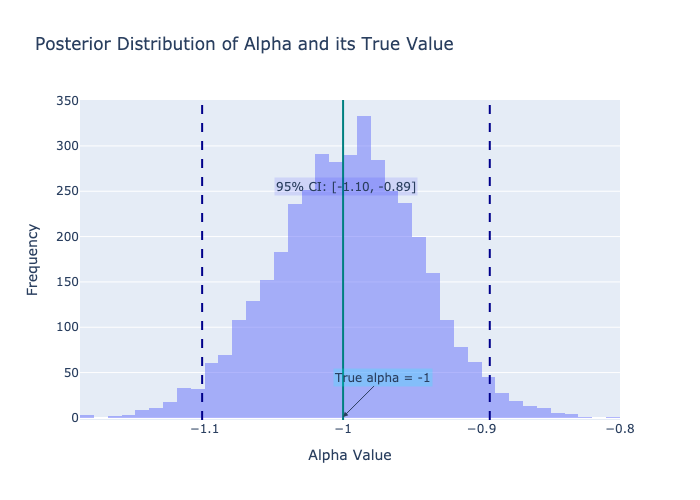 Posterior Distribution of Alpha and its True Value
350
300
250
200
150
100
50
0
Frequency
95% CI: [-1.10, -0.89]
True alpha = -1
−1.1
−1
−0.9
−0.8
Alpha Value